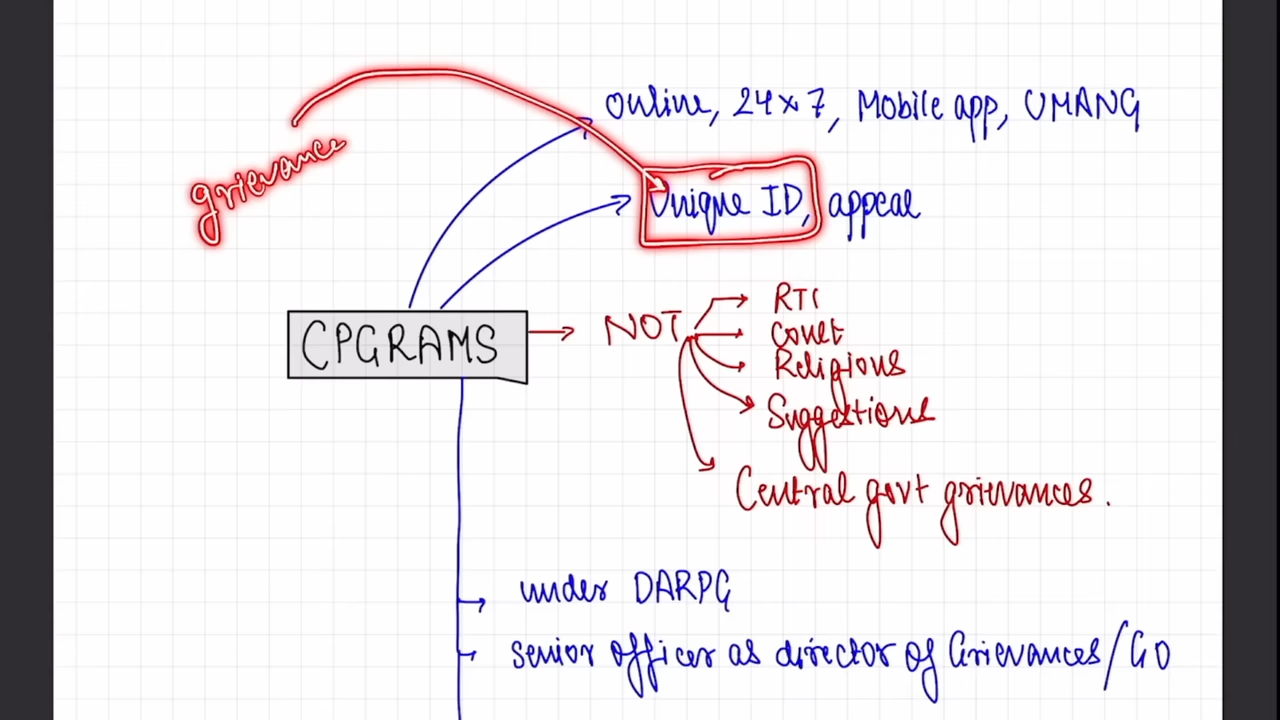 Online, 24x7, Mobile app, UMANG
grievance
Unique ID, appeal
RTI
CPGRAMS
NOT
Court
Religious
Suggestions
Central govt grievances.
under DARPG
senior officer as director of Grievances/GO